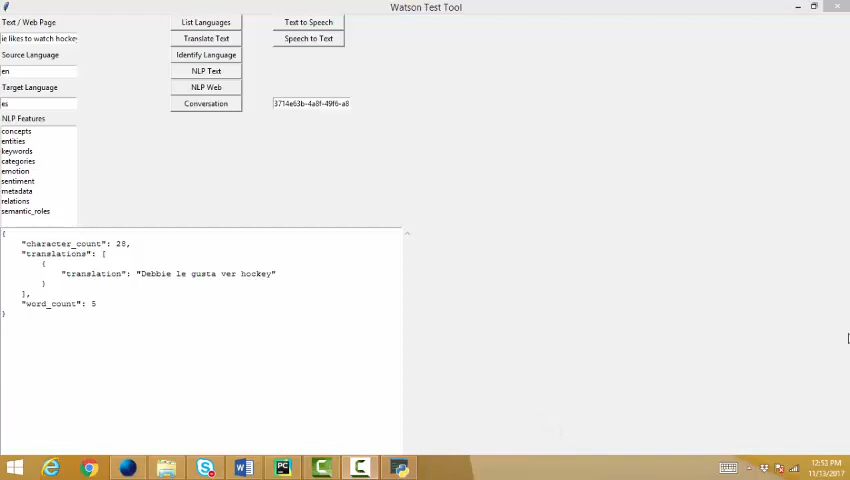 Watson Test Tool
Text / Web Page
ie likes to watch hockey
Source Language
en
Target Language
es
NLP Features
concepts
entities
keywords
categories
emotion
sentiment
metadata
relations
semantic_roles
List Languages
Translate Text
Identify Language
NLP Text
NLP Web
Conversation
Text to Speech
Speech to Text
3714e63b-4a8f-49f6-a8
{
"character_count": 28,
"translations": [
{
"translation": "Debbie le gusta ver hockey"
}
],
"word_count": 5
}
PC
12:53 PM
11/13/2017